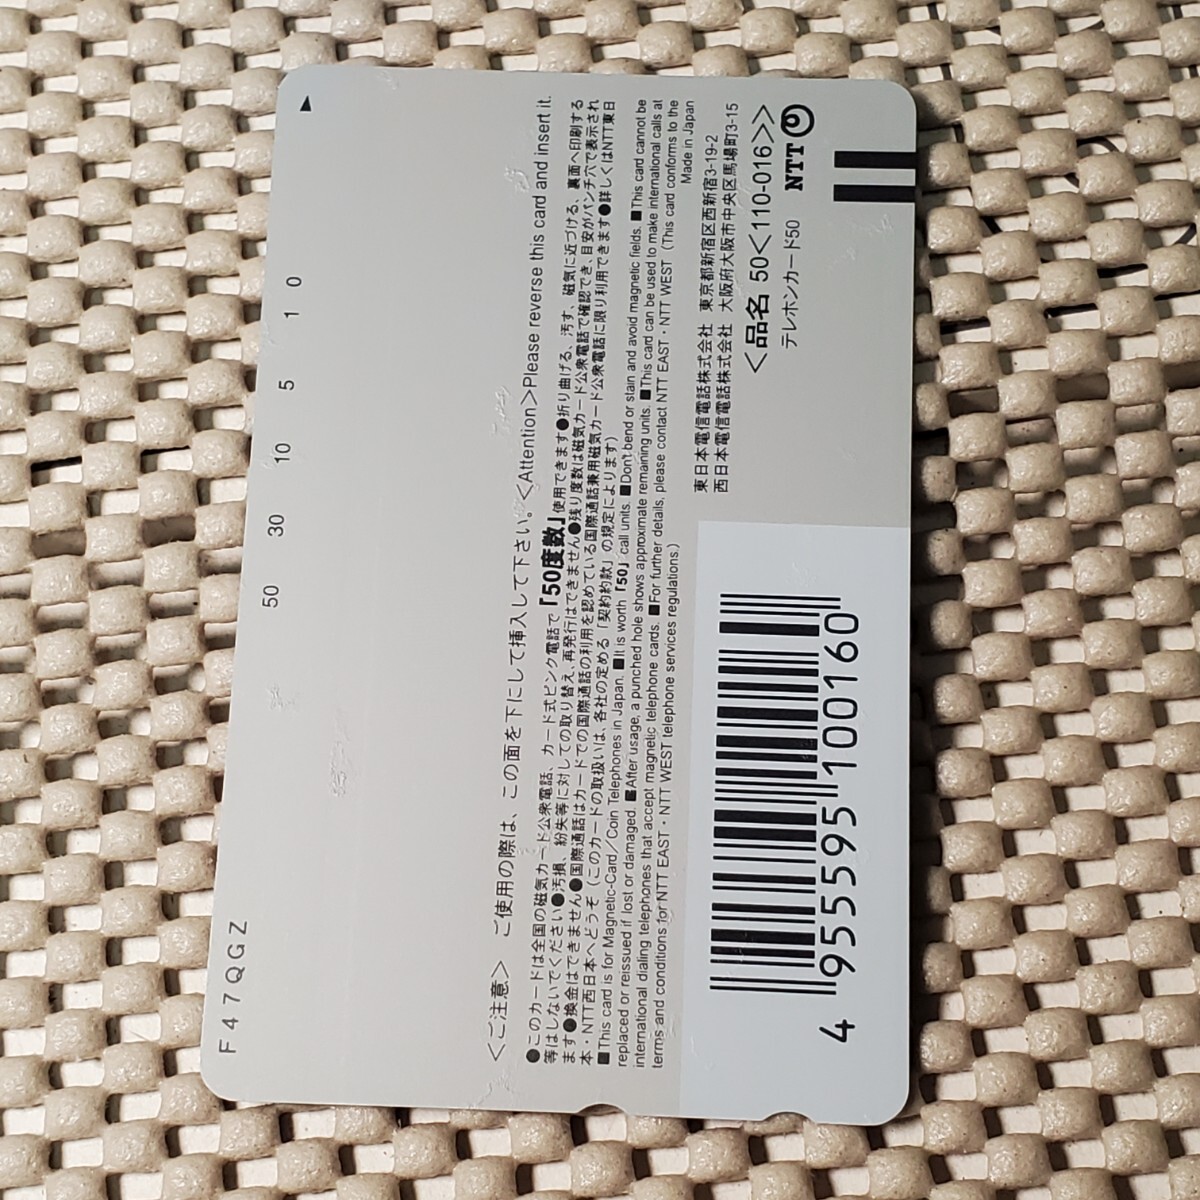 F47QGZ
50 30 10 5 1 0
<ご注意> ご使用の際は、この面を下にして挿入して下さい。<Attention>Please reverse this card and insert it.
●このカードは全国の磁気カード公衆電話、カード式ピンク電話で「50度数」使用できます●折り曲げる、汚す、磁気に近づける、裏面へ印刷する
等はしないでください●汚損、紛失等に対しての取り替え、再発行はできません●残り度数は磁気カード公衆電話で確認でき、目安がパンチ穴で表示され
ます●換金はできません●国際通話はカードでの国際通話の利用を認めている国際通話兼用磁気カード公衆電話に限り利用できます●詳しくはNTT東日
本・NTT西日本へどうぞ(このカードの取扱いは、各社の定める「契約約款」の規定によります)
■This card is for Magnetic-Card/Coin Telephones in Japan. ■It is worth「50」call units. ■Don't bend or stain and avoid magnetic fields. ■This card cannot be
replaced or reissued if lost or damaged. ■After usage, a punched hole shows approximate remaining units. ■This card can be used to make international calls at
international dialing telephones that accept magnetic telephone cards. ■For further details, please contact NTT EAST・NTT WEST (This card conforms to the
terms and conditions for NTT EAST・NTT WEST telephone services regulations.)
Made in Japan
東日本電信電話株式会社 東京都新宿区西新宿3-19-2
西日本電信電話株式会社 大阪府大阪市中央区馬場町3-15
<品名 50<110-016>>
テレホンカード50 NTT
4 955595 100160